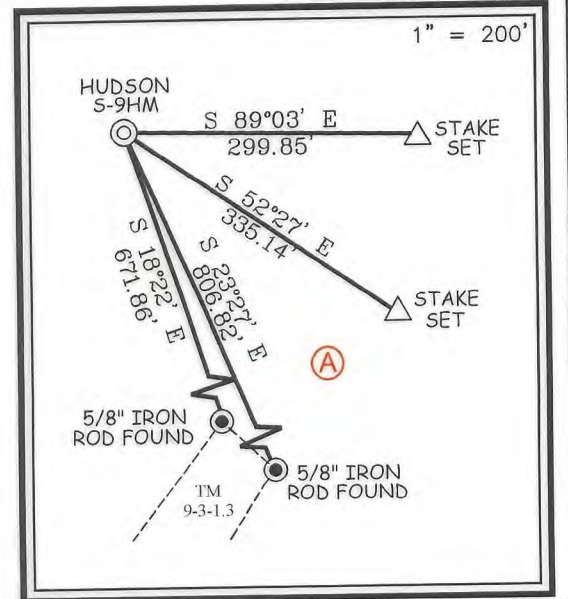 1" = 200'
HUDSON
S-9HM
S 89°03' E
299.85'
STAKE
SET
S 52°27' E
335.14'
STAKE
SET
S 23°27' E
806.82'
S 18°22' E
671.86'
A
5/8" IRON
ROD FOUND
5/8" IRON
ROD FOUND
TM
9-3-1.3